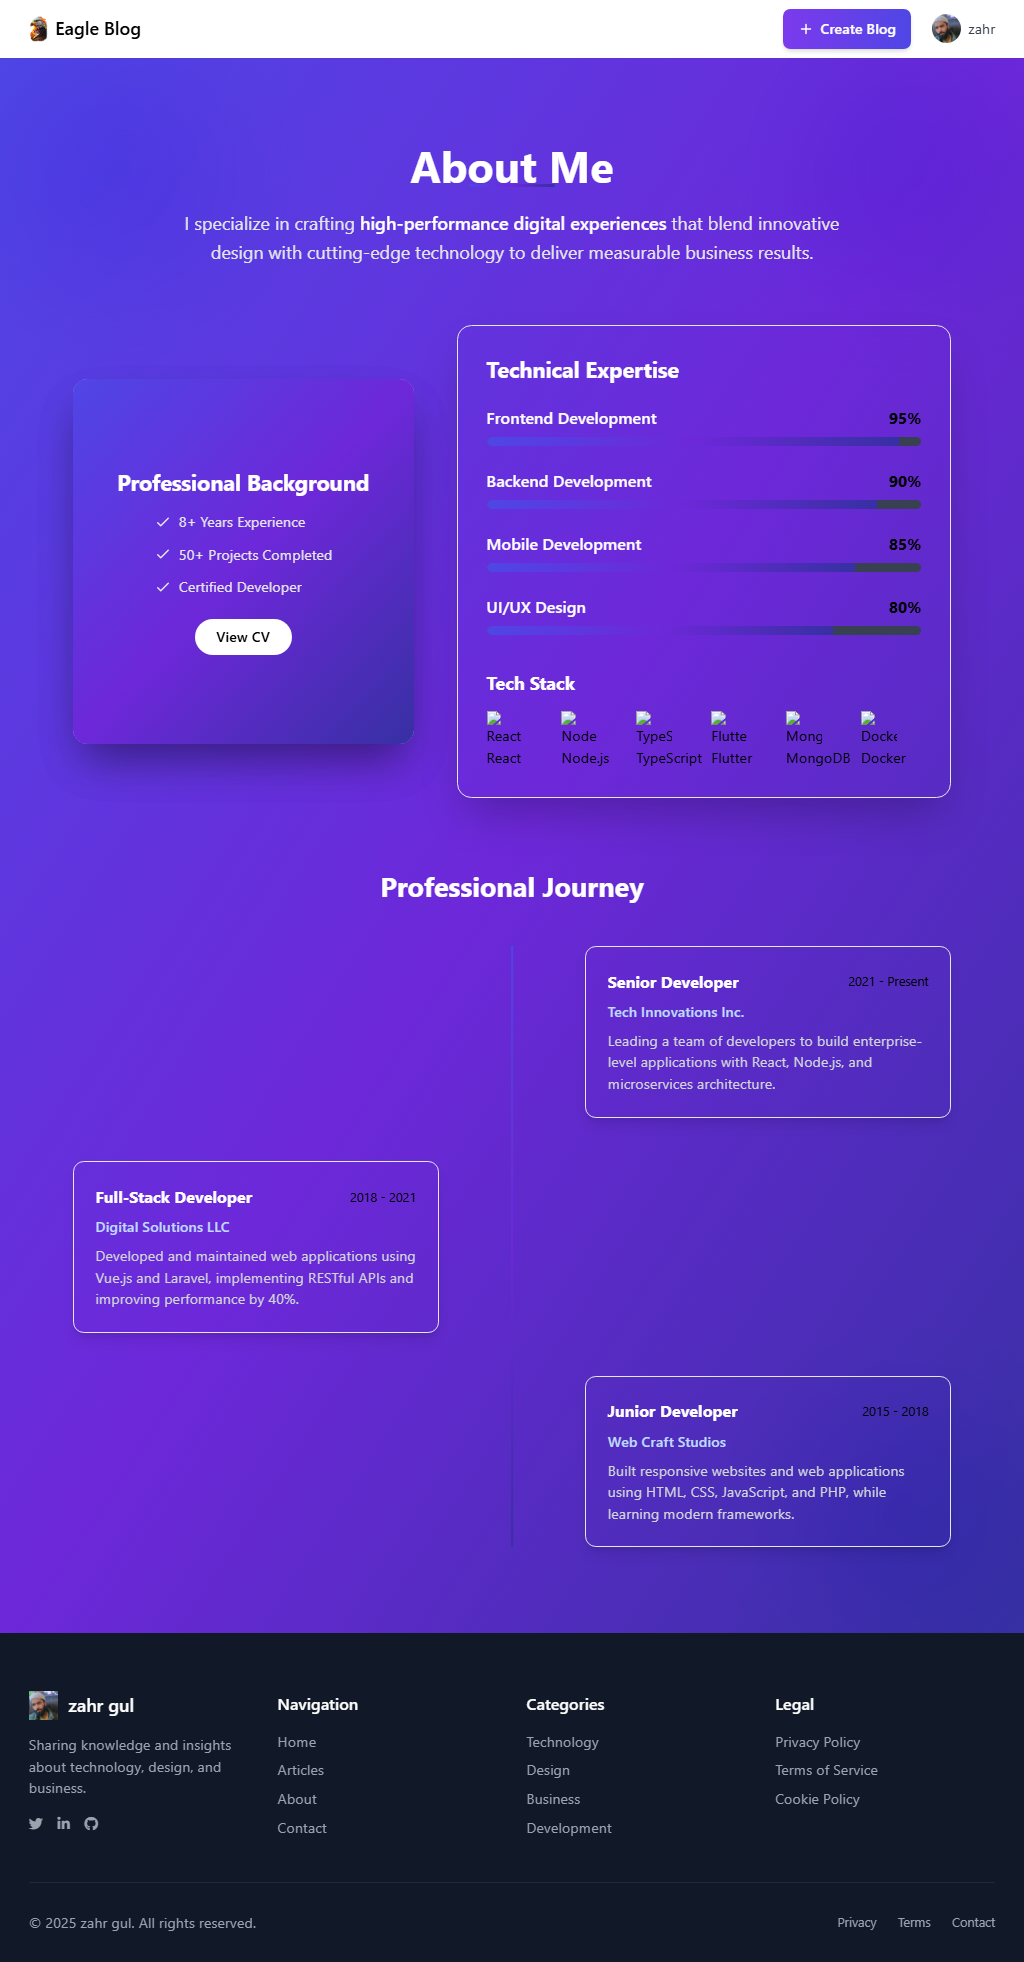 Eagle Blog
Create Blog
zahr
About Me
I specialize in crafting high-performance digital experiences that blend innovative
design with cutting-edge technology to deliver measurable business results.
Professional Background
8+ Years Experience
50+ Projects Completed
Certified Developer
View CV
Technical Expertise
Frontend Development 95%
Backend Development 90%
Mobile Development 85%
UI/UX Design 80%
Tech Stack
React Node TypeS Flutte Mong Docke
React Node.js TypeScript Flutter MongoDB Docker
Professional Journey
Senior Developer 2021 - Present
Tech Innovations Inc.
Leading a team of developers to build enterprise-
level applications with React, Node.js, and
microservices architecture.
Full-Stack Developer 2018 - 2021
Digital Solutions LLC
Developed and maintained web applications using
Vue.js and Laravel, implementing RESTful APIs and
improving performance by 40%.
Junior Developer 2015 - 2018
Web Craft Studios
Built responsive websites and web applications
using HTML, CSS, JavaScript, and PHP, while
learning modern frameworks.
zahr gul
Sharing knowledge and insights
about technology, design, and
business.
Navigation
Home
Articles
About
Contact
Categories
Technology
Design
Business
Development
Legal
Privacy Policy
Terms of Service
Cookie Policy
© 2025 zahr gul. All rights reserved.
Privacy Terms Contact